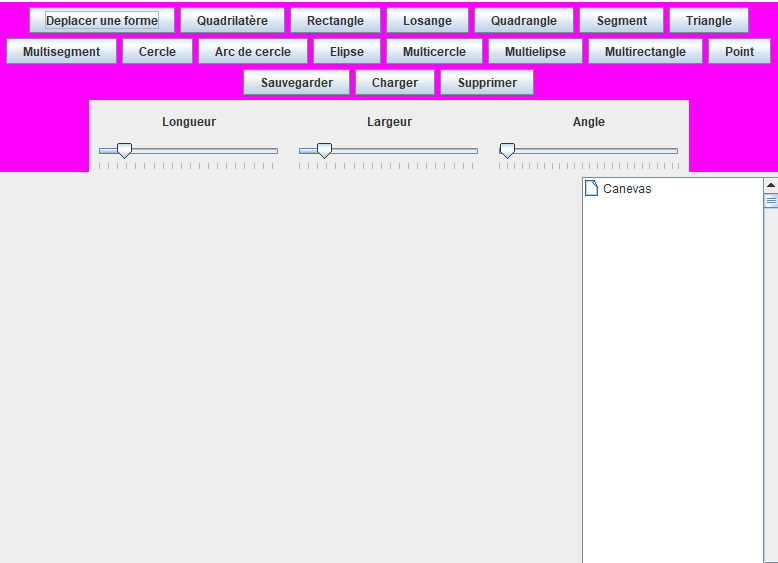 Deplacer une forme Quadrilatère Rectangle Losange Quadrangle Segment Triangle
Multisegment Cercle Arc de cercle Elipse Multicercle Multielipse Multirectangle Point
Sauvegarder Charger Supprimer
Longueur Largeur Angle
Canevas